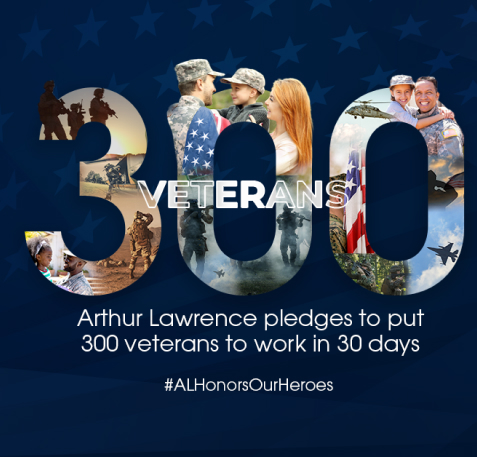 300
VETERANS
Arthur Lawrence pledges to put
300 veterans to work in 30 days
#ALHonorsOurHeroes